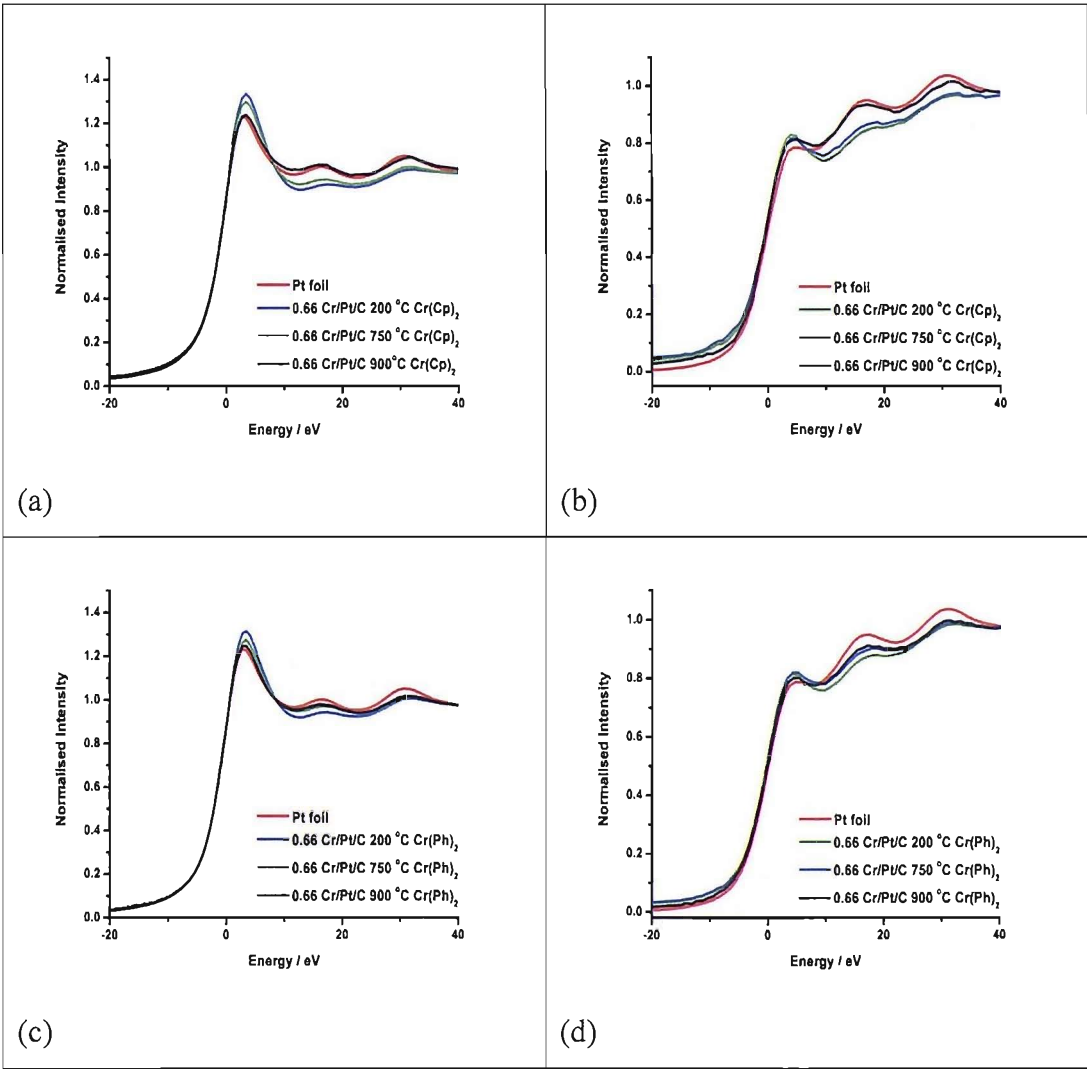 Normalised Intensity
1.4
1.2
1.0
0.8
0.6
0.4
0.2
0.0
-20
0
20
40
Energy / eV
Pt foil
0.66 Cr/Pt/C 200 °C Cr(Cp)₂
0.66 Cr/Pt/C 750 °C Cr(Cp)₂
0.66 Cr/Pt/C 900°C Cr(Cp)₂
(a)
Normalised Intensity
1.0
0.8
0.6
0.4
0.2
0.0
-20
0
20
40
Energy / eV
Pt foil
0.66 Cr/Pt/C 200 °C Cr(Cp)₂
0.66 Cr/Pt/C 750 °C Cr(Cp)₂
0.66 Cr/Pt/C 900 °C Cr(Cp)₂
(b)
Normalised Intensity
1.4
1.2
1.0
0.8
0.6
0.4
0.2
0.0
-20
0
20
40
Energy / eV
Pt foil
0.66 Cr/Pt/C 200 °C Cr(Ph)₂
0.66 Cr/Pt/C 750 °C Cr(Ph)₂
0.66 Cr/Pt/C 900 °C Cr(Ph)₂
(c)
Normalised Intensity
1.0
0.8
0.6
0.4
0.2
0.0
-20
0
20
40
Energy / eV
Pt foil
0.66 Cr/Pt/C 200 °C Cr(Ph)₂
0.66 Cr/Pt/C 750 °C Cr(Ph)₂
0.66 Cr/Pt/C 900 °C Cr(Ph)₂
(d)